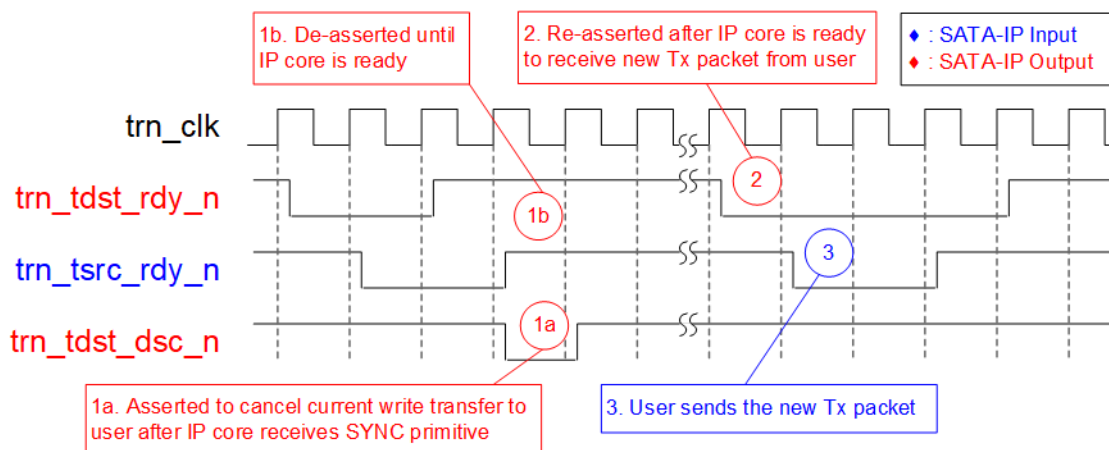 1b. De-asserted until
IP core is ready
2. Re-asserted after IP core is ready
to receive new Tx packet from user
♦ : SATA-IP Input
♦ : SATA-IP Output
trn_clk
trn_tdst_rdy_n
2
1b
trn_tsrc_rdy_n
3
trn_tdst_dsc_n
1a
1a. Asserted to cancel current write transfer to
user after IP core receives SYNC primitive
3. User sends the new Tx packet